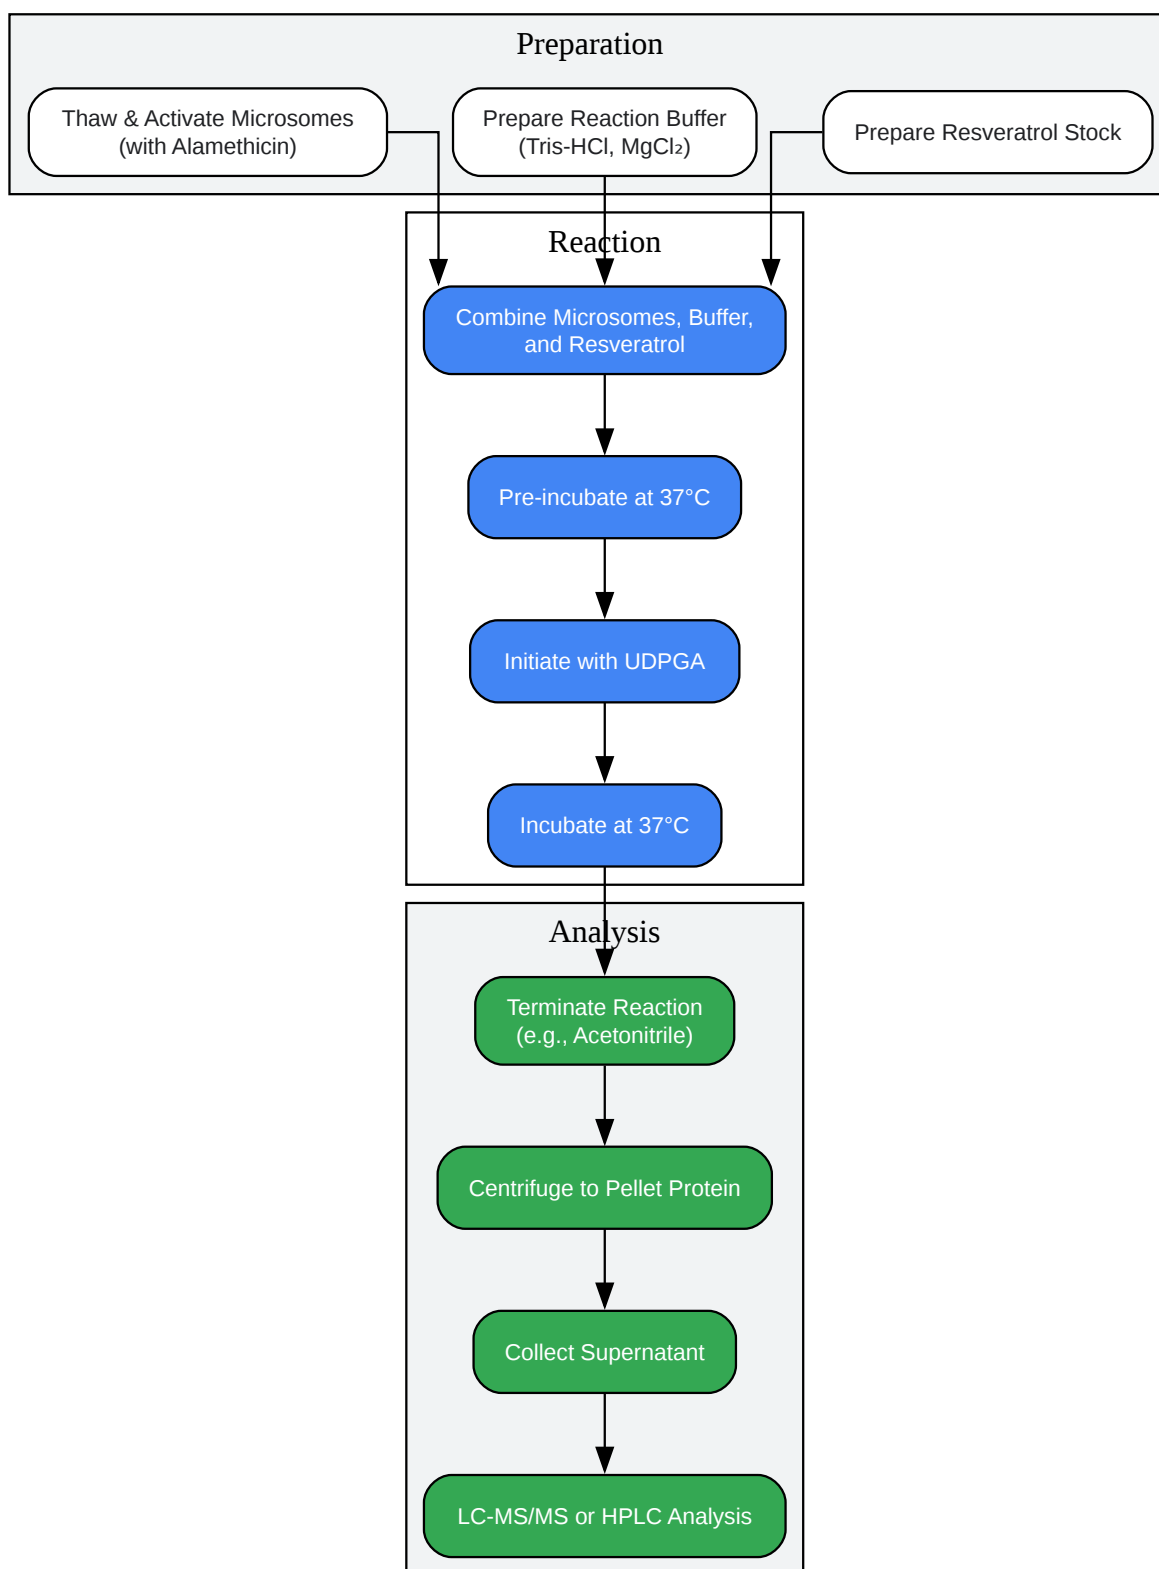 Preparation
Thaw & Activate Microsomes
(with Alamethicin)
Prepare Reaction Buffer
(Tris-HCl, MgCl₂)
Prepare Resveratrol Stock
Reaction
Combine Microsomes, Buffer,
and Resveratrol
Pre-incubate at 37°C
Initiate with UDPGA
Incubate at 37°C
Analysis
Terminate Reaction
(e.g., Acetonitrile)
Centrifuge to Pellet Protein
Collect Supernatant
LC-MS/MS or HPLC Analysis